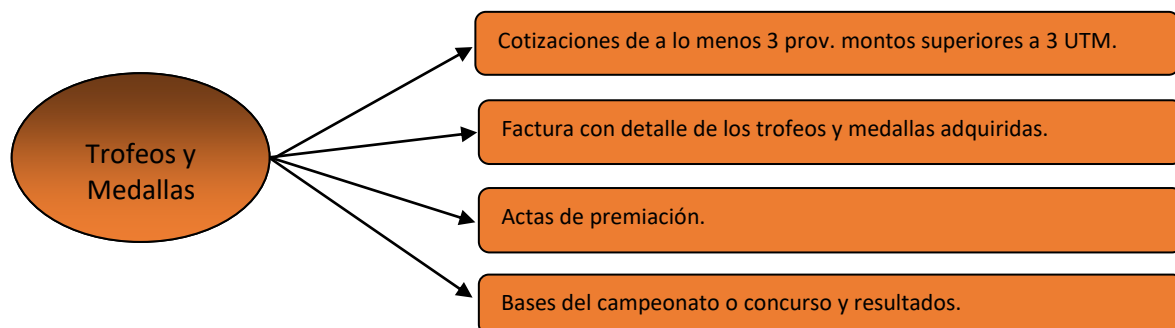 Trofeos y
Medallas
Cotizaciones de a lo menos 3 prov. montos superiores a 3 UTM.
Factura con detalle de los trofeos y medallas adquiridas.
Actas de premiación.
Bases del campeonato o concurso y resultados.